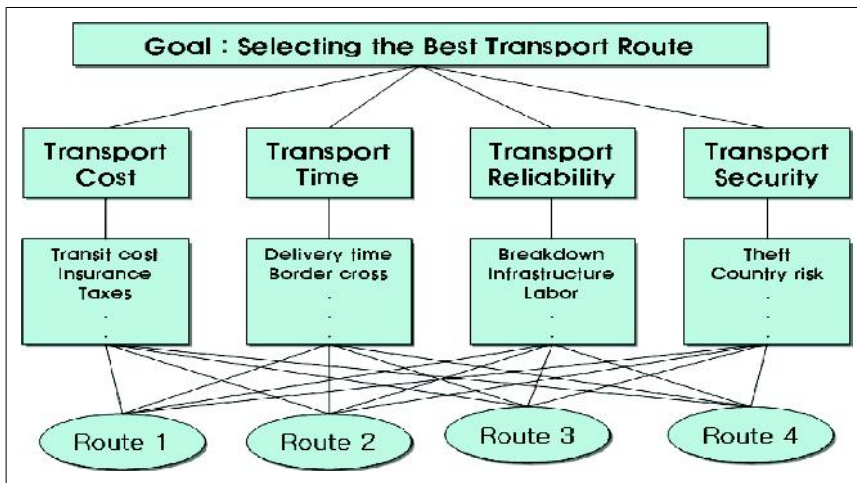 Goal : Selecting the Best Transport Route
Transport
Cost
Transport
Time
Transport
Reliability
Transport
Security
Transit cost
Insurance
Taxes
.
.
Delivery time
Border cross
.
.
.
Breakdown
Infrastructure
Labor
.
.
Theft
Country risk
.
.
.
Route 1
Route 2
Route 3
Route 4